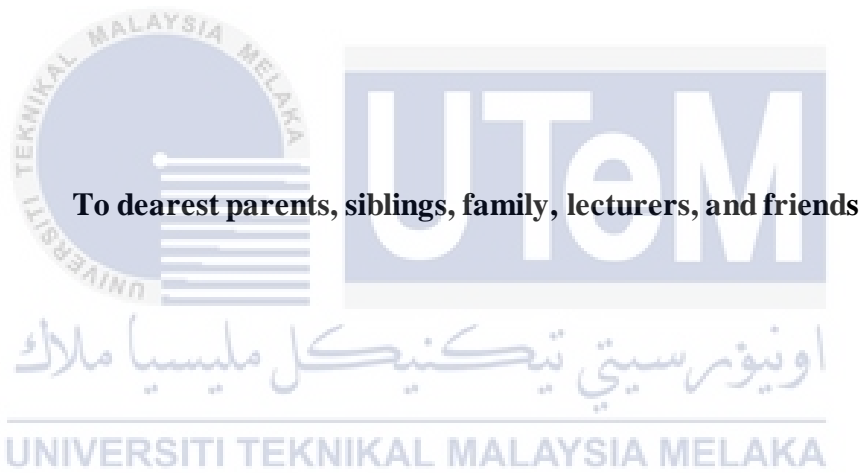 UNIVERSITI TEKNIKAL MALAYSIA MELAKA
UTeM
To dearest parents, siblings, family, lecturers, and friends
اونيۏرسيتي تيكنيكل مليسيا ملاك
UNIVERSITI TEKNIKAL MALAYSIA MELAKA